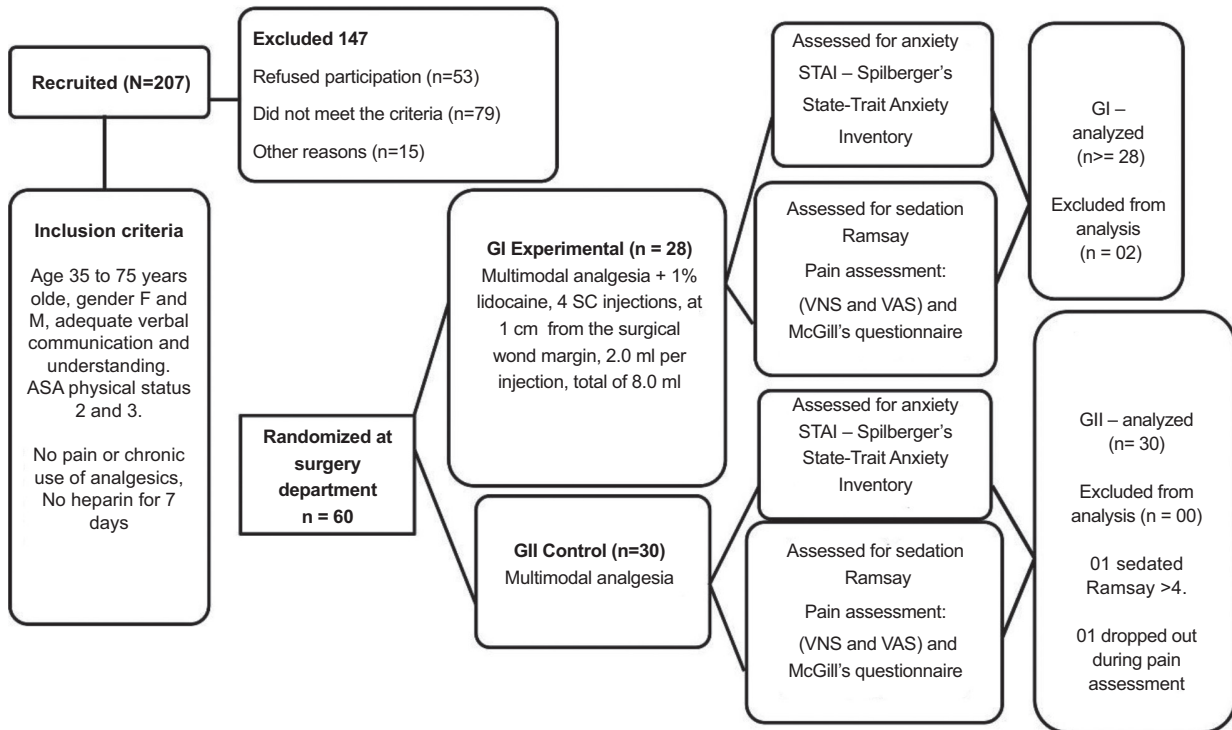 Recruited (N=207)
Excluded 147
Refused participation (n=53)
Did not meet the criteria (n=79)
Other reasons (n=15)
Inclusion criteria
Age 35 to 75 years
olde, gender F and
M, adequate verbal
communication and
understanding.
ASA physical status
2 and 3.
No pain or chronic
use of analgesics,
No heparin for 7
days
Randomized at
surgery
department
n = 60
GI Experimental (n = 28)
Multimodal analgesia + 1%
lidocaine, 4 SC injections, at
1 cm from the surgical
wond margin, 2.0 ml per
injection, total of 8.0 ml
GII Control (n=30)
Multimodal analgesia
Assessed for anxiety
STAI – Spilberger's
State-Trait Anxiety
Inventory
Assessed for sedation
Ramsay
Pain assessment:
(VNS and VAS) and
McGill's questionnaire
Assessed for anxiety
STAI – Spilberger's
State-Trait Anxiety
Inventory
Assessed for sedation
Ramsay
Pain assessment:
(VNS and VAS) and
McGill's questionnaire
GI –
analyzed
(n>= 28)
Excluded from
analysis
(n = 02)
GII – analyzed
(n= 30)
Excluded from
analysis (n = 00)
01 sedated
Ramsay >4.
01 dropped out
during pain
assessment